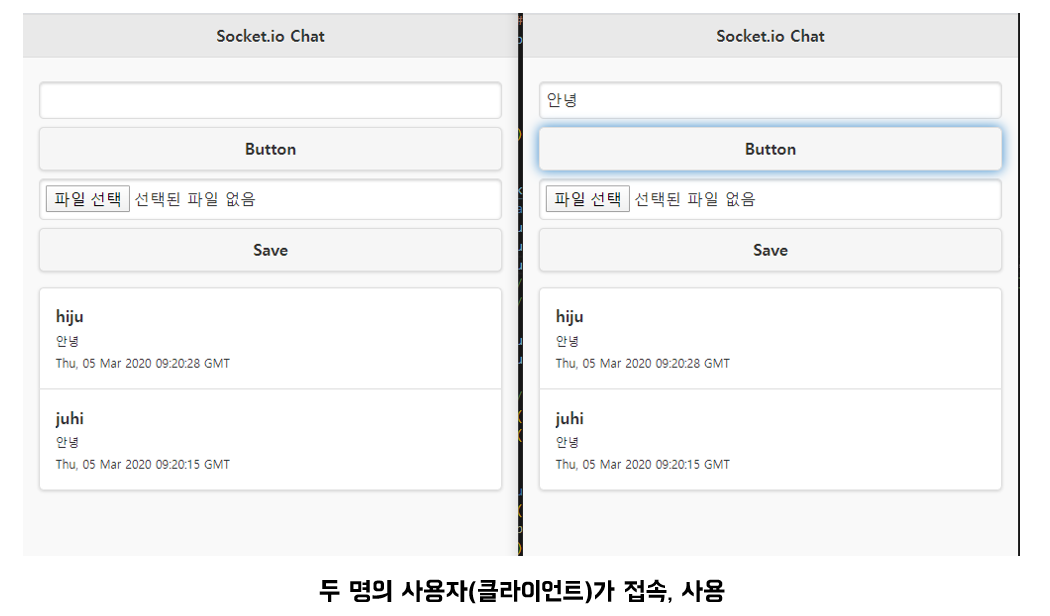 Socket.io Chat
Button
파일 선택 선택된 파일 없음
Save
hiju
안녕
Thu, 05 Mar 2020 09:20:28 GMT
juhi
안녕
Thu, 05 Mar 2020 09:20:15 GMT
Socket.io Chat
안녕
Button
파일 선택 선택된 파일 없음
Save
hiju
안녕
Thu, 05 Mar 2020 09:20:28 GMT
juhi
안녕
Thu, 05 Mar 2020 09:20:15 GMT
두 명의 사용자(클라이언트)가 접속, 사용